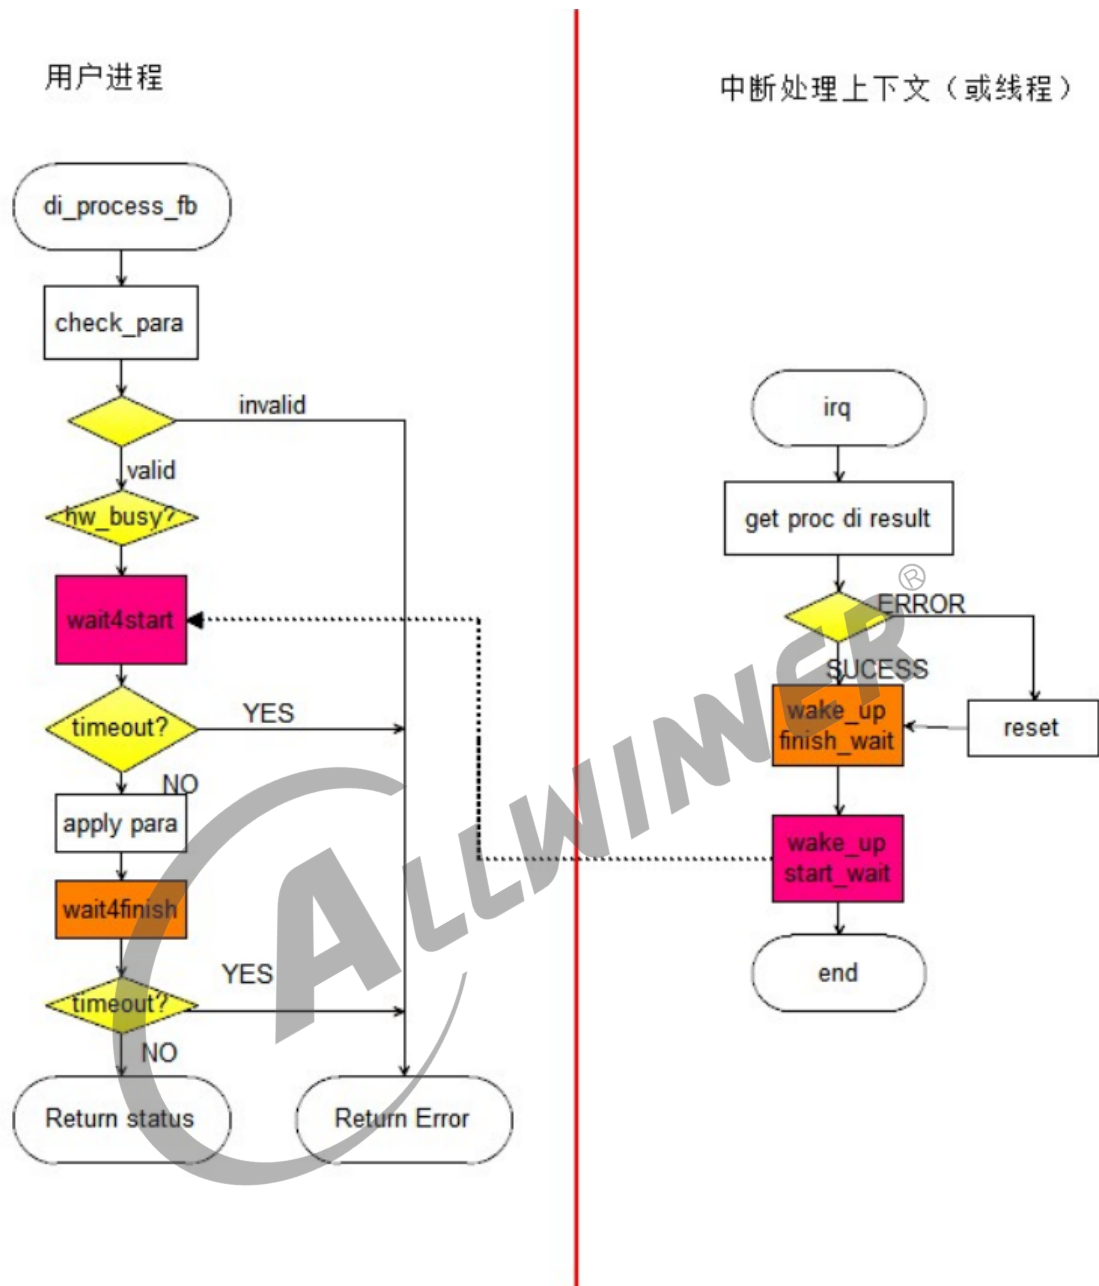 用户进程
di_process_fb
check_para
invalid
valid
hw_busy?
wait4start
timeout?
YES
NO
apply para
wait4finish
YES
timeout?
NO
Return status
Return Error
中断处理上下文（或线程）
irq
get proc di result
ERROR
SUCESS
wake_up
finish_wait
reset
wake_up
start_wait
end
ALLWINNER®